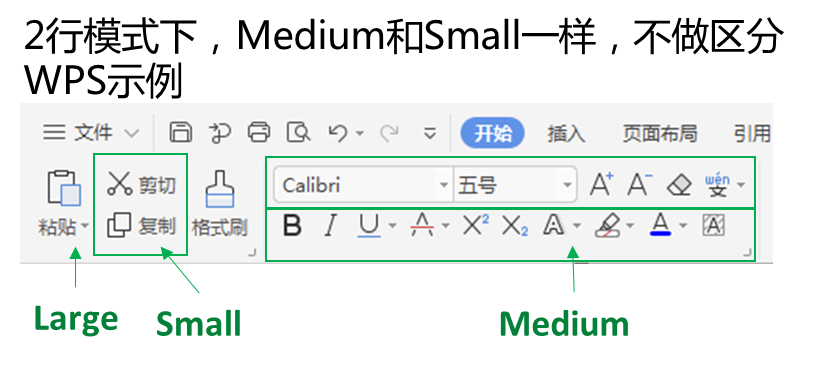 2行模式下，Medium和Small一样，不做区分
WPS示例
文件 开始 插入 页面布局 引用
剪切 Calibri 五号 A+ A- wén 文
粘贴 复制 格式刷 B I U A X² X₂ A A A
Large Small Medium